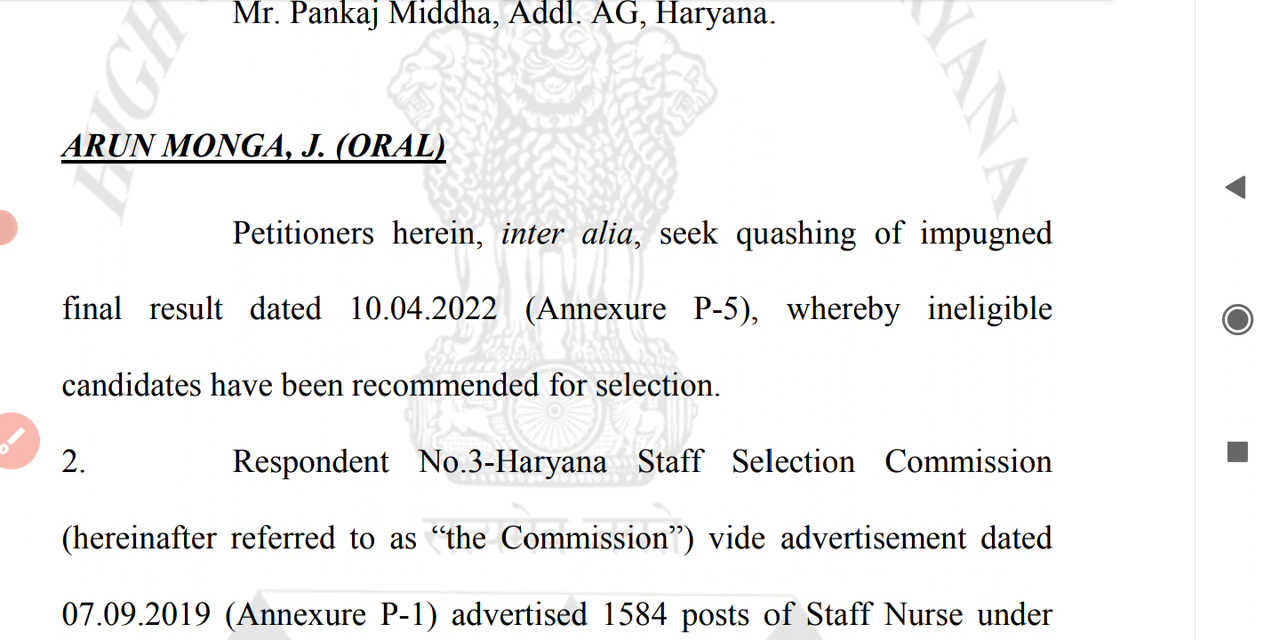 Mr. Pankaj Middha, Addl. AG, Haryana.
HIGH
YANA
ARUN MONGA, J. (ORAL)
Petitioners herein, inter alia, seek quashing of impugned
final result dated 10.04.2022 (Annexure P-5), whereby ineligible
candidates have been recommended for selection.
2. Respondent No.3-Haryana Staff Selection Commission
(hereinafter referred to as “the Commission”) vide advertisement dated
07.09.2019 (Annexure P-1) advertised 1584 posts of Staff Nurse under